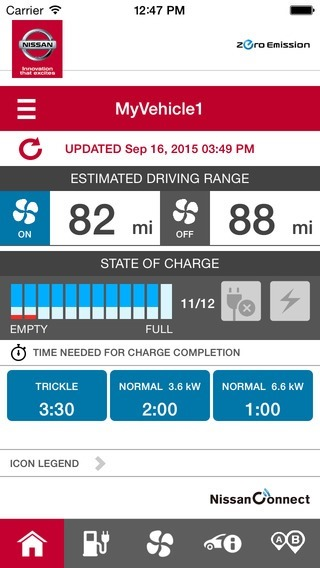 Carrier 12:47 PM
NISSAN
Innovation
that excites
zero Emission
MyVehicle1
UPDATED Sep 16, 2015 03:49 PM
ESTIMATED DRIVING RANGE
ON 82 mi OFF 88 mi
STATE OF CHARGE
11/12
EMPTY FULL
TIME NEEDED FOR CHARGE COMPLETION
TRICKLE NORMAL 3.6 kW NORMAL 6.6 kW
3:30 2:00 1:00
ICON LEGEND
NissanConnect
A B